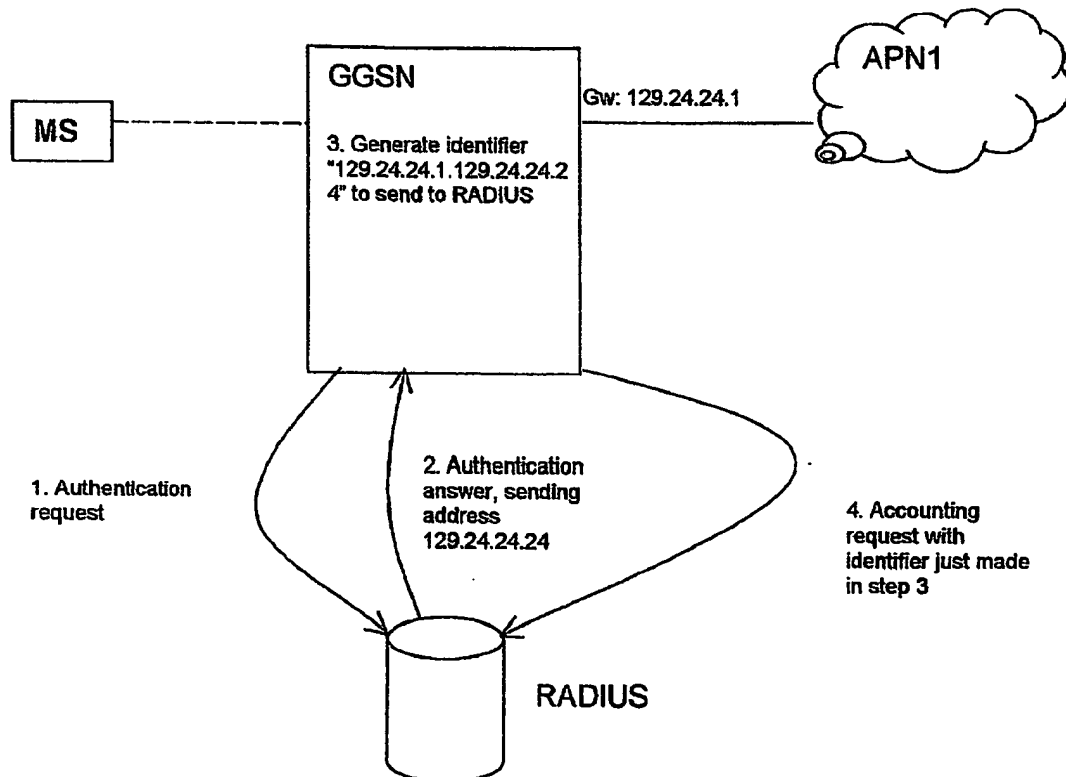 MS
GGSN
3. Generate identifier
"129.24.24.1.129.24.24.2
4" to send to RADIUS
Gw: 129.24.24.1
APN1
1. Authentication
request
2. Authentication
answer, sending
address
129.24.24.24
4. Accounting
request with
identifier just made
in step 3
RADIUS